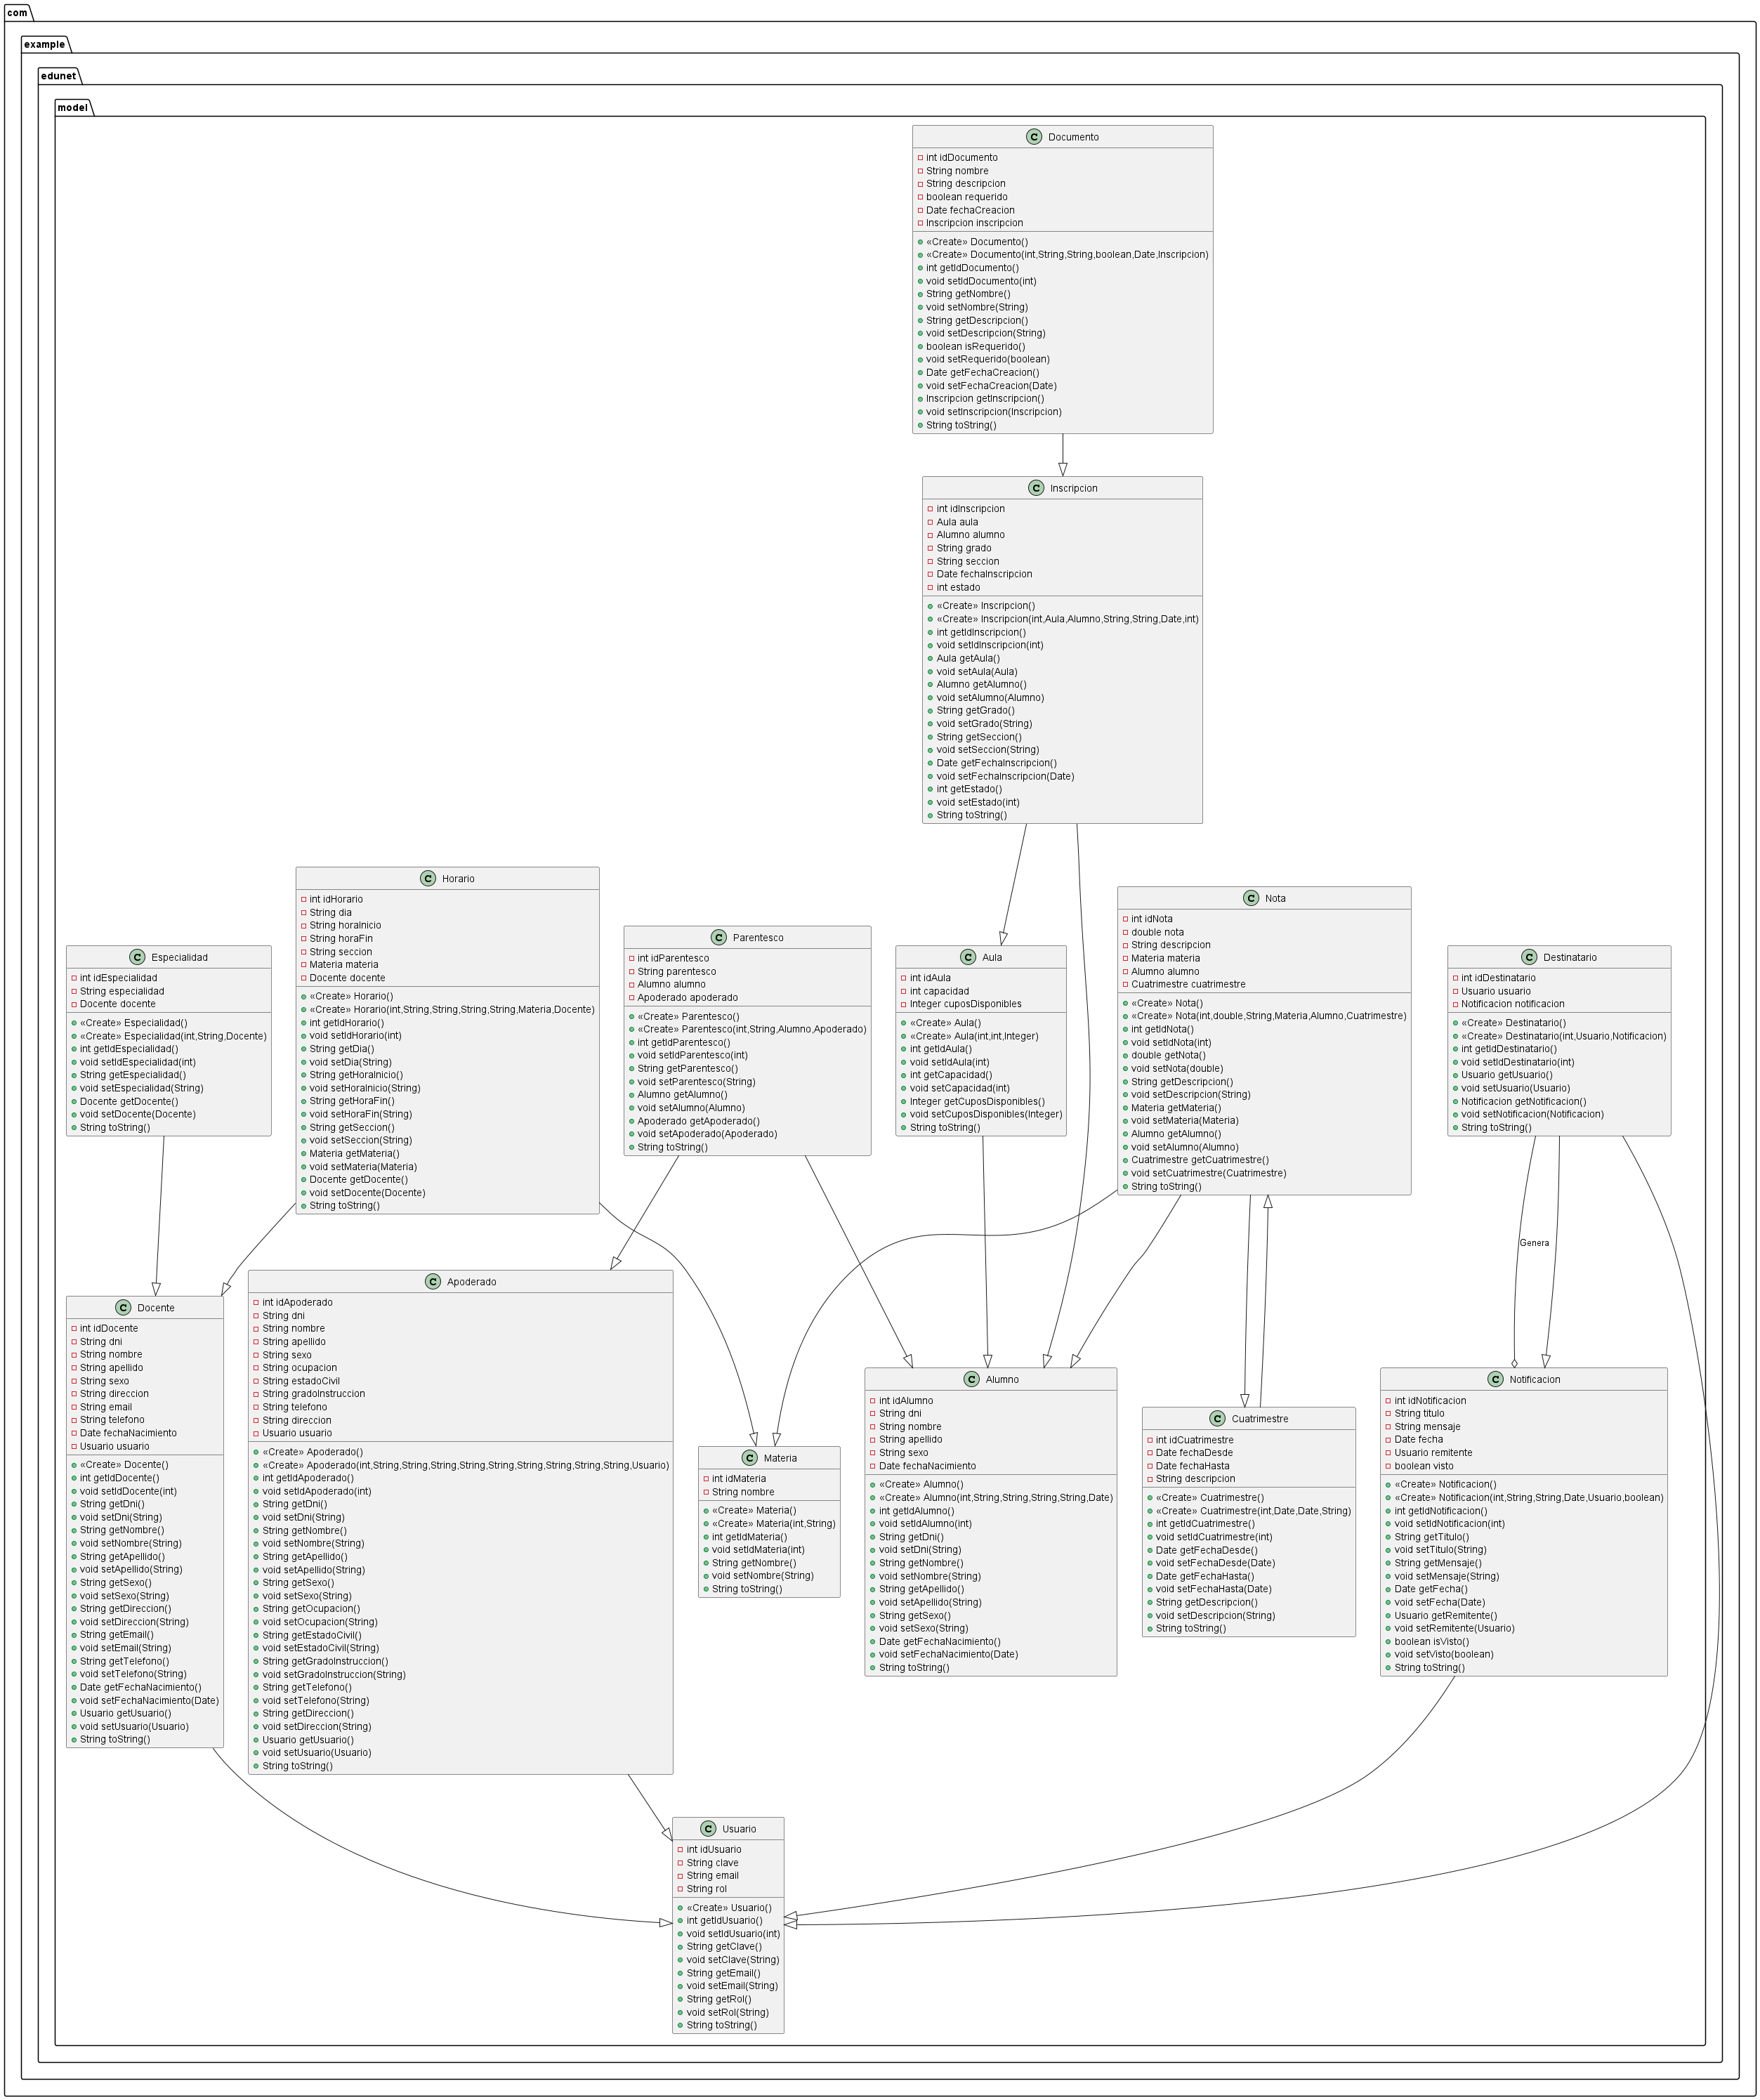 com
example
edunet
model
C Documento
int idDocumento
String nombre
String descripcion
boolean requerido
Date fechaCreacion
Inscripcion inscripcion
«Create» Documento()
«Create» Documento(int,String,String,boolean,Date,Inscripcion)
int getIdDocumento()
void setIdDocumento(int)
String getNombre()
void setNombre(String)
String getDescripcion()
void setDescripcion(String)
boolean isRequerido()
void setRequerido(boolean)
Date getFechaCreacion()
void setFechaCreacion(Date)
Inscripcion getInscripcion()
void setInscripcion(Inscripcion)
String toString()
C Inscripcion
int idInscripcion
Aula aula
Alumno alumno
String grado
String seccion
Date fechaInscripcion
int estado
«Create» Inscripcion()
«Create» Inscripcion(int,Aula,Alumno,String,String,Date,int)
int getIdInscripcion()
void setIdInscripcion(int)
Aula getAula()
void setAula(Aula)
Alumno getAlumno()
void setAlumno(Alumno)
String getGrado()
void setGrado(String)
String getSeccion()
void setSeccion(String)
Date getFechaInscripcion()
void setFechaInscripcion(Date)
int getEstado()
void setEstado(int)
String toString()
C Especialidad
int idEspecialidad
String especialidad
Docente docente
«Create» Especialidad()
«Create» Especialidad(int,String,Docente)
int getIdEspecialidad()
void setIdEspecialidad(int)
String getEspecialidad()
void setEspecialidad(String)
Docente getDocente()
void setDocente(Docente)
String toString()
C Horario
int idHorario
String dia
String horaInicio
String horaFin
String seccion
Materia materia
Docente docente
«Create» Horario()
«Create» Horario(int,String,String,String,String,Materia,Docente)
int getIdHorario()
void setIdHorario(int)
String getDia()
void setDia(String)
String getHoraInicio()
void setHoraInicio(String)
String getHoraFin()
void setHoraFin(String)
String getSeccion()
void setSeccion(String)
Materia getMateria()
void setMateria(Materia)
Docente getDocente()
void setDocente(Docente)
String toString()
C Parentesco
int idParentesco
String parentesco
Alumno alumno
Apoderado apoderado
«Create» Parentesco()
«Create» Parentesco(int,String,Alumno,Apoderado)
int getIdParentesco()
void setIdParentesco(int)
String getParentesco()
void setParentesco(String)
Alumno getAlumno()
void setAlumno(Alumno)
Apoderado getApoderado()
void setApoderado(Apoderado)
String toString()
C Aula
int idAula
int capacidad
Integer cuposDisponibles
«Create» Aula()
«Create» Aula(int,int,Integer)
int getIdAula()
void setIdAula(int)
int getCapacidad()
void setCapacidad(int)
Integer getCuposDisponibles()
void setCuposDisponibles(Integer)
String toString()
C Nota
int idNota
double nota
String descripcion
Materia materia
Alumno alumno
Cuatrimestre cuatrimestre
«Create» Nota()
«Create» Nota(int,double,String,Materia,Alumno,Cuatrimestre)
int getIdNota()
void setIdNota(int)
double getNota()
void setNota(double)
String getDescripcion()
void setDescripcion(String)
Materia getMateria()
void setMateria(Materia)
Alumno getAlumno()
void setAlumno(Alumno)
Cuatrimestre getCuatrimestre()
void setCuatrimestre(Cuatrimestre)
String toString()
C Destinatario
int idDestinatario
Usuario usuario
Notificacion notificacion
«Create» Destinatario()
«Create» Destinatario(int,Usuario,Notificacion)
int getIdDestinatario()
void setIdDestinatario(int)
Usuario getUsuario()
void setUsuario(Usuario)
Notificacion getNotificacion()
void setNotificacion(Notificacion)
String toString()
Genera
C Docente
int idDocente
String dni
String nombre
String apellido
String sexo
String direccion
String email
String telefono
Date fechaNacimiento
Usuario usuario
«Create» Docente()
int getIdDocente()
void setIdDocente(int)
String getDni()
void setDni(String)
String getNombre()
void setNombre(String)
String getApellido()
void setApellido(String)
String getSexo()
void setSexo(String)
String getDireccion()
void setDireccion(String)
String getEmail()
void setEmail(String)
String getTelefono()
void setTelefono(String)
Date getFechaNacimiento()
void setFechaNacimiento(Date)
Usuario getUsuario()
void setUsuario(Usuario)
String toString()
C Apoderado
int idApoderado
String dni
String nombre
String apellido
String sexo
String ocupacion
String estadoCivil
String gradoInstruccion
String telefono
String direccion
Usuario usuario
«Create» Apoderado()
«Create» Apoderado(int,String,String,String,String,String,String,String,String,String,Usuario)
int getIdApoderado()
void setIdApoderado(int)
String getDni()
void setDni(String)
String getNombre()
void setNombre(String)
String getApellido()
void setApellido(String)
String getSexo()
void setSexo(String)
String getOcupacion()
void setOcupacion(String)
String getEstadoCivil()
void setEstadoCivil(String)
String getGradoInstruccion()
void setGradoInstruccion(String)
String getTelefono()
void setTelefono(String)
String getDireccion()
void setDireccion(String)
Usuario getUsuario()
void setUsuario(Usuario)
String toString()
C Materia
int idMateria
String nombre
«Create» Materia()
«Create» Materia(int,String)
int getIdMateria()
void setIdMateria(int)
String getNombre()
void setNombre(String)
String toString()
C Alumno
int idAlumno
String dni
String nombre
String apellido
String sexo
Date fechaNacimiento
«Create» Alumno()
«Create» Alumno(int,String,String,String,String,Date)
int getIdAlumno()
void setIdAlumno(int)
String getDni()
void setDni(String)
String getNombre()
void setNombre(String)
String getApellido()
void setApellido(String)
String getSexo()
void setSexo(String)
Date getFechaNacimiento()
void setFechaNacimiento(Date)
String toString()
C Cuatrimestre
int idCuatrimestre
Date fechaDesde
Date fechaHasta
String descripcion
«Create» Cuatrimestre()
«Create» Cuatrimestre(int,Date,Date,String)
int getIdCuatrimestre()
void setIdCuatrimestre(int)
Date getFechaDesde()
void setFechaDesde(Date)
Date getFechaHasta()
void setFechaHasta(Date)
String getDescripcion()
void setDescripcion(String)
String toString()
C Notificacion
int idNotificacion
String titulo
String mensaje
Date fecha
Usuario remitente
boolean visto
«Create» Notificacion()
«Create» Notificacion(int,String,String,Date,Usuario,boolean)
int getIdNotificacion()
void setIdNotificacion(int)
String getTitulo()
void setTitulo(String)
String getMensaje()
void setMensaje(String)
Date getFecha()
void setFecha(Date)
Usuario getRemitente()
void setRemitente(Usuario)
boolean isVisto()
void setVisto(boolean)
String toString()
C Usuario
int idUsuario
String clave
String email
String rol
«Create» Usuario()
int getIdUsuario()
void setIdUsuario(int)
String getClave()
void setClave(String)
String getEmail()
void setEmail(String)
String getRol()
void setRol(String)
String toString()